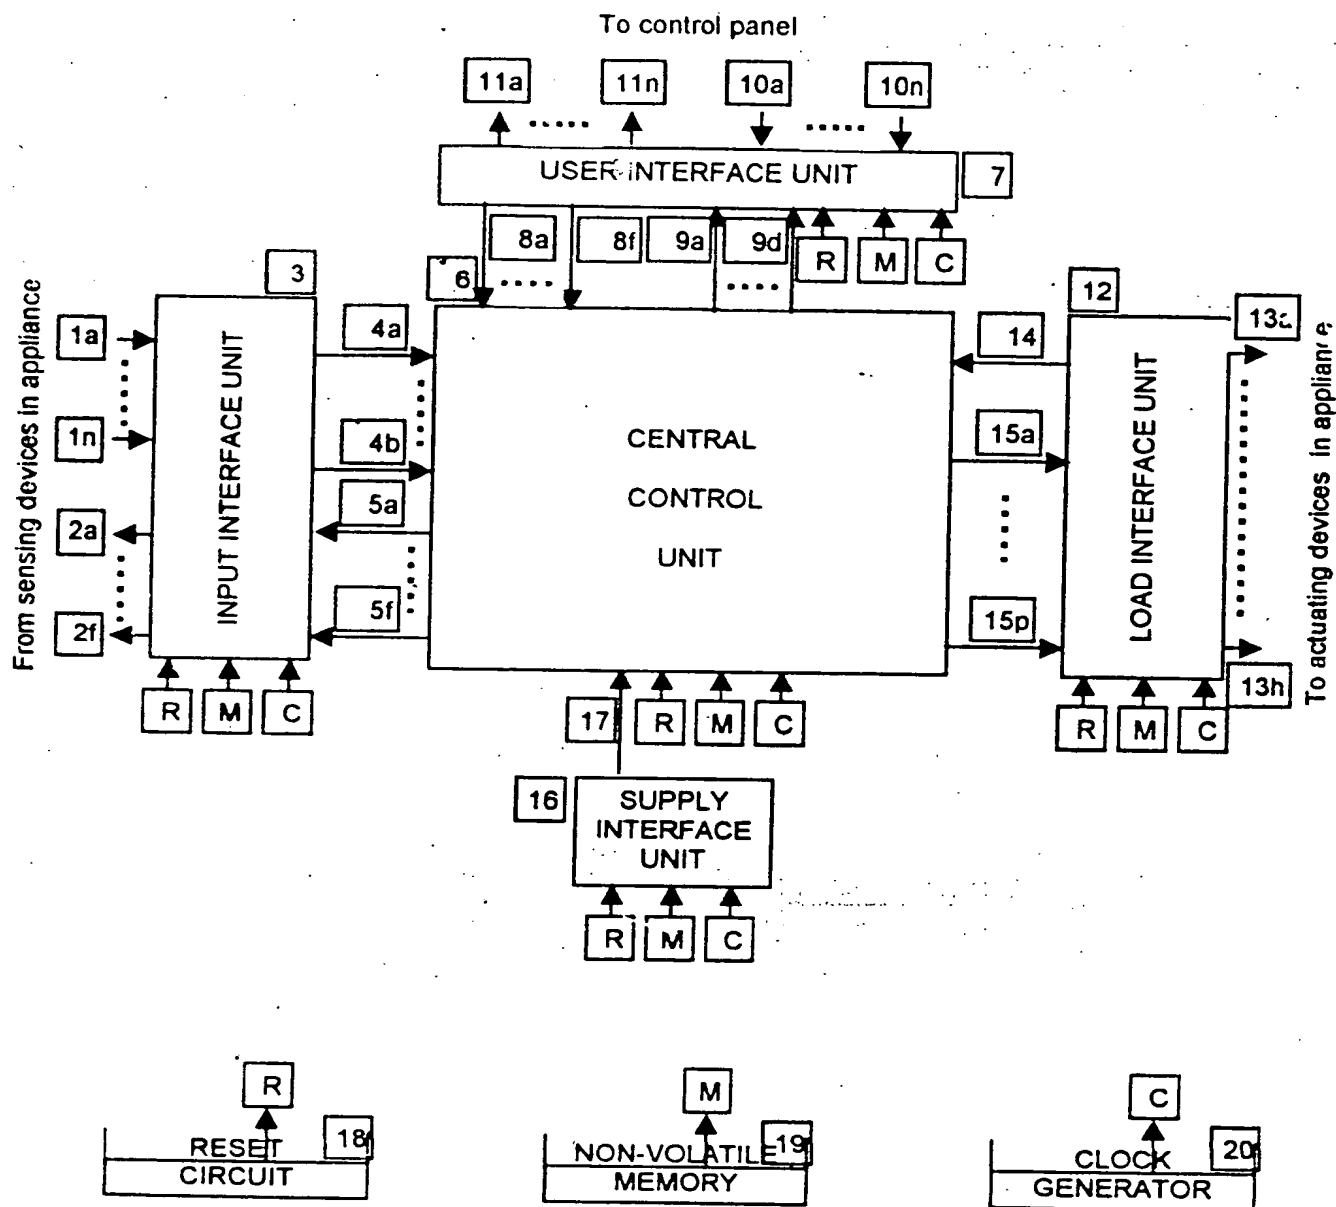 To control panel
11a 11n 10a 10n
USER INTERFACE UNIT 7
8a 8f 9a 9d
R M C
3 6 12
From sensing devices in appliance
1a
1n
2a
2f
INPUT INTERFACE UNIT
4a
4b
5a
5f
R M C
CENTRAL
CONTROL
UNIT
14
15a
15p
LOAD INTERFACE UNIT
13a
13h
To actuating devices in appliance
R M C
17 R M C
16
SUPPLY
INTERFACE
UNIT
R M C
R
RESET 18
CIRCUIT
M
NON-VOLATILE 19
MEMORY
C
CLOCK 20
GENERATOR